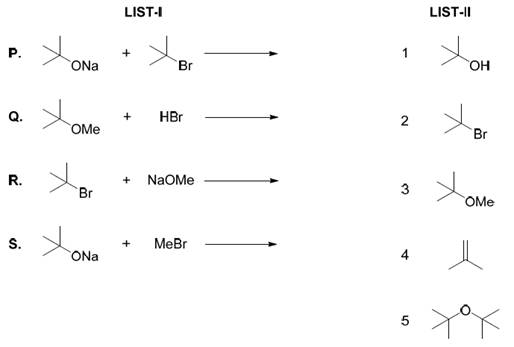 LIST-I LIST-II
P. ONa + Br 1 OH
Q. OMe + HBr 2 Br
R. Br + NaOMe 3 OMe
S. ONa + MeBr 4
5 O